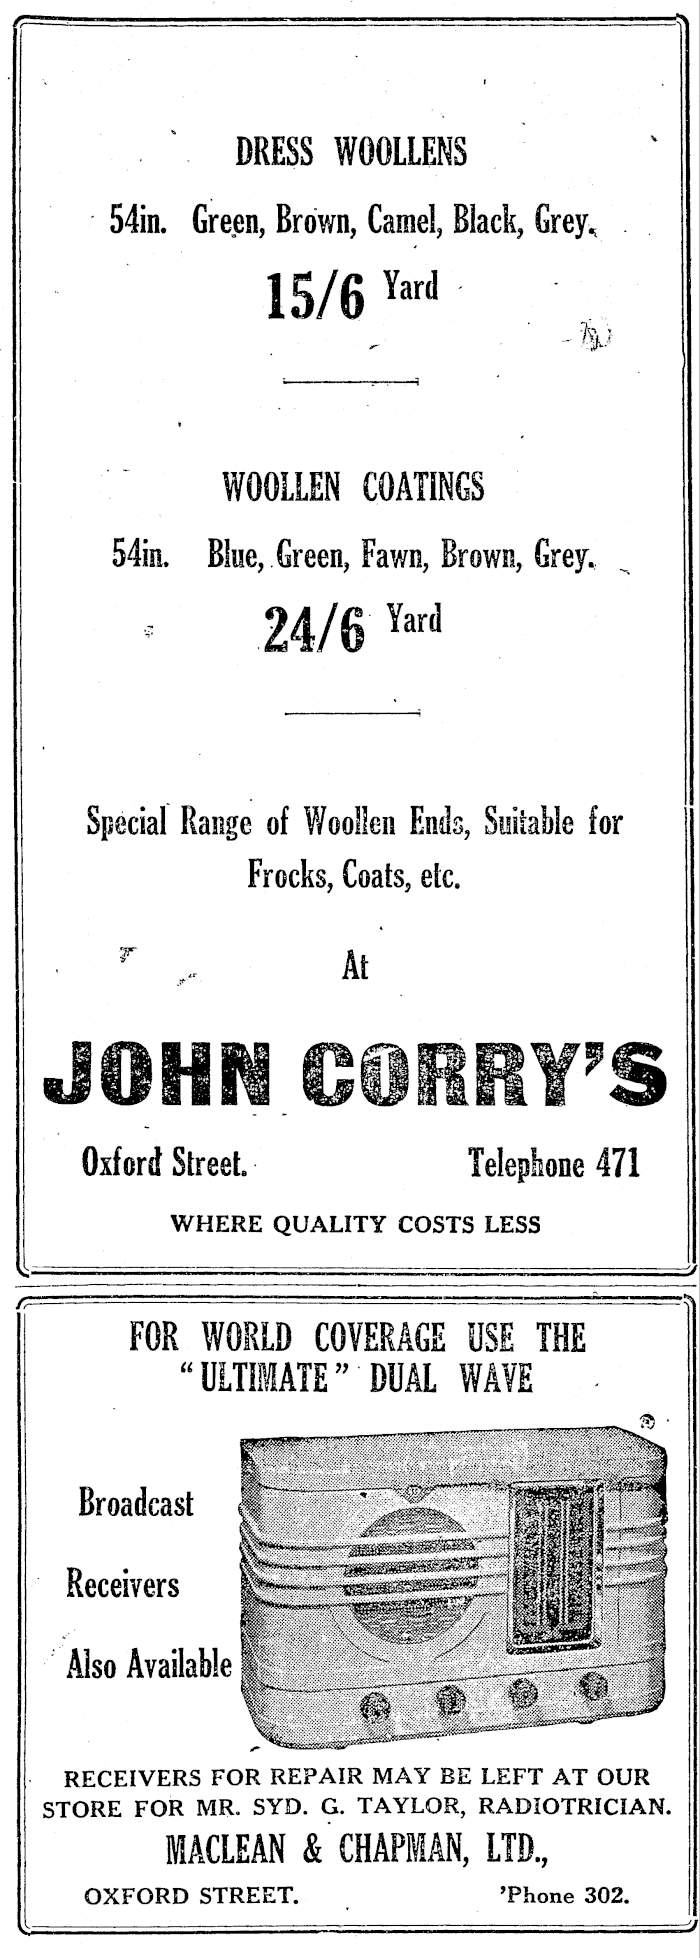 DRESS WOOLLENS
54in. Green, Brown, Camel, Black, Grey.
15/6 Yard
WOOLLEN COATINGS
54in. Blue, Green, Fawn, Brown, Grey.
24/6 Yard
Special Range of Woollen Ends, Suitable for
Frocks, Coats, etc.
At
JOHN CORRY'S
Oxford Street. Telephone 471
WHERE QUALITY COSTS LESS
FOR WORLD COVERAGE USE THE
"ULTIMATE" DUAL WAVE
Broadcast
Receivers
Also Available
RECEIVERS FOR REPAIR MAY BE LEFT AT OUR
STORE FOR MR. SYD. G. TAYLOR, RADIOTRICIAN.
MACLEAN & CHAPMAN, LTD.,
OXFORD STREET. 'Phone 302.